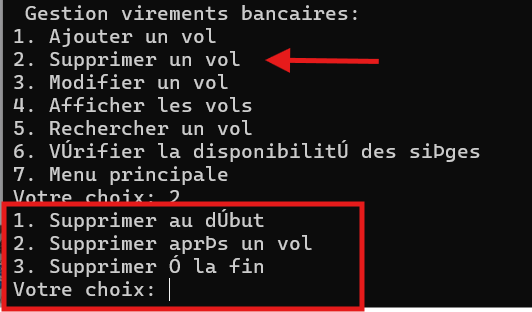 Gestion virements bancaires:
1. Ajouter un vol
2. Supprimer un vol
3. Modifier un vol
4. Afficher les vols
5. Rechercher un vol
6. VÚrifier la disponibilitÚ des siÞges
7. Menu principale
Votre choix: 2
1. Supprimer au dÚbut
2. Supprimer aprÞs un vol
3. Supprimer Ó la fin
Votre choix: